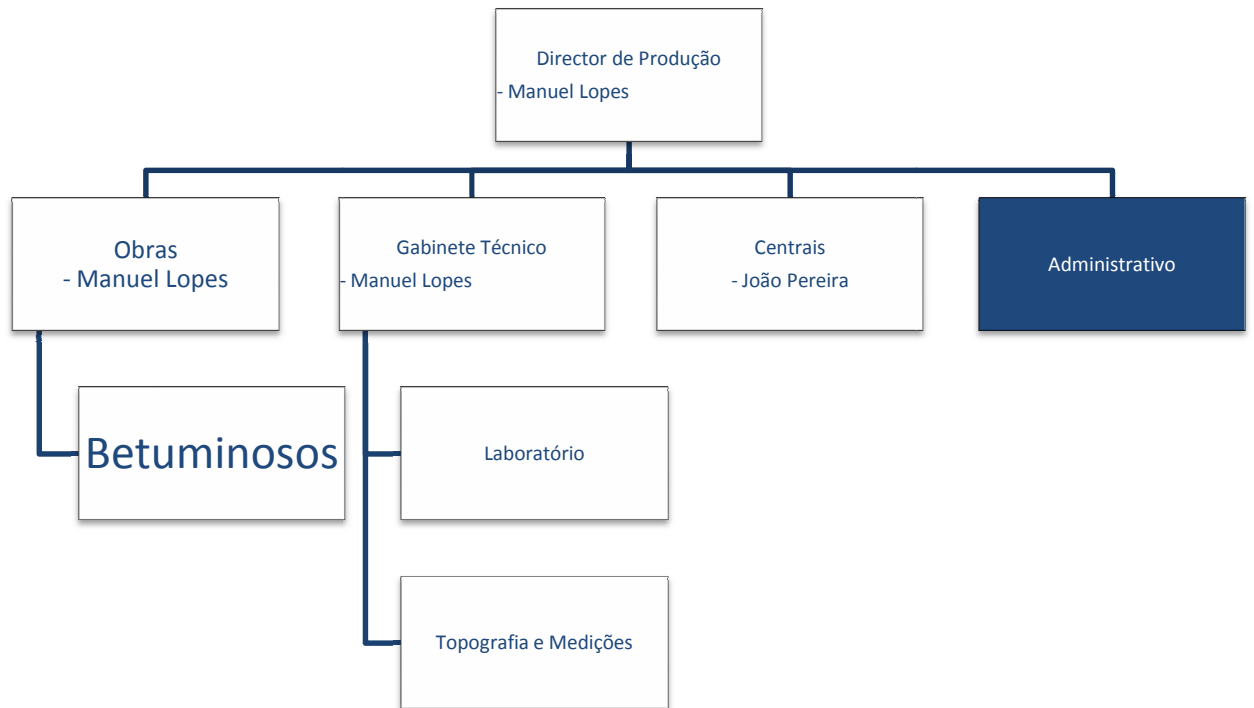 Director de Produção
- Manuel Lopes
Obras
- Manuel Lopes
Gabinete Técnico
- Manuel Lopes
Centrais
- João Pereira
Administrativo
Betuminosos
Laboratório
Topografia e Medições